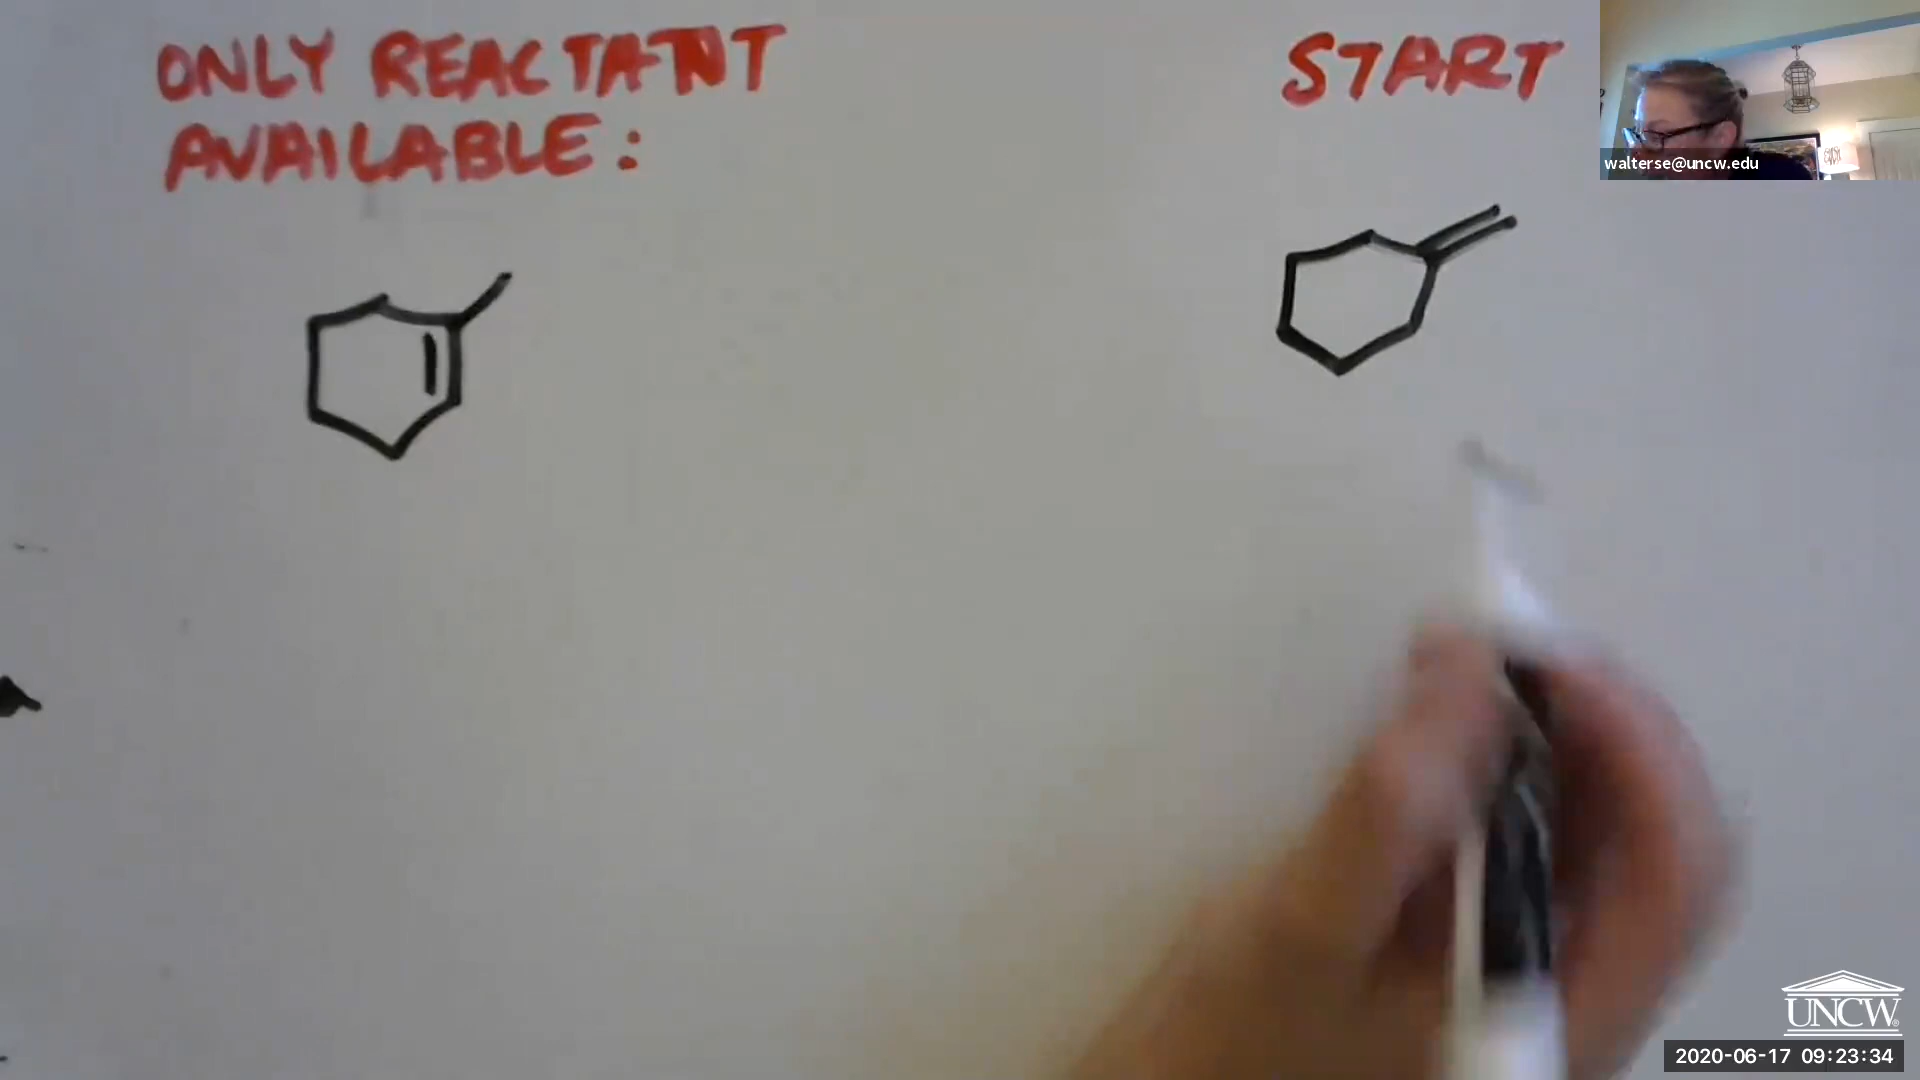 ONLY REACTANT
AVAILABLE:
START
walterse@uncw.edu
UNCW
2020-06-17 09:23:34